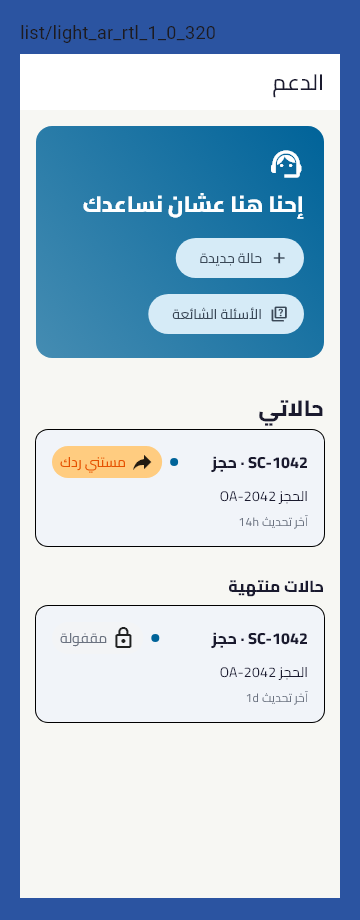 list/light_ar_rtl_1_0_320
الدعم
إحنا هنا عشان نساعدك
حالة جديدة
الأسئلة الشائعة
حالاتي
SC-1042 · حجز
مستني ردك
الحجز OA-2042
آخر تحديث 14h
حالات منتهية
SC-1042 · حجز
مقفولة
الحجز OA-2042
آخر تحديث 1d